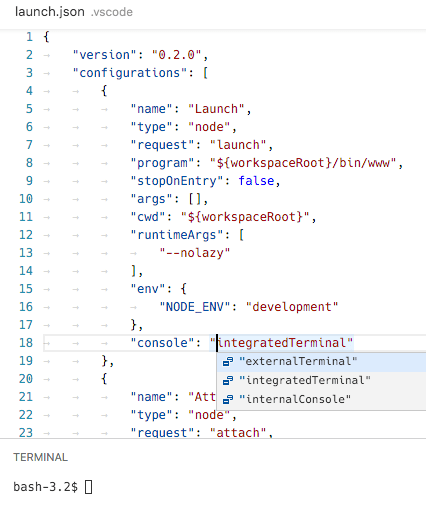 launch.json .vscode
1 {
2 "version": "0.2.0",
3 "configurations": [
4 {
5 "name": "Launch",
6 "type": "node",
7 "request": "launch",
8 "program": "${workspaceRoot}/bin/www",
9 "stopOnEntry": false,
10 "args": [],
11 "cwd": "${workspaceRoot}",
12 "runtimeArgs": [
13 "--nolazy"
14 ],
15 "env": {
16 "NODE_ENV": "development"
17 },
18 "console": "integratedTerminal"
19 },
"externalTerminal"
20 {
"integratedTerminal"
21 "name": "Att
"internalConsole"
22 "type": "node",
23 "request": "attach",
TERMINAL
bash-3.2$